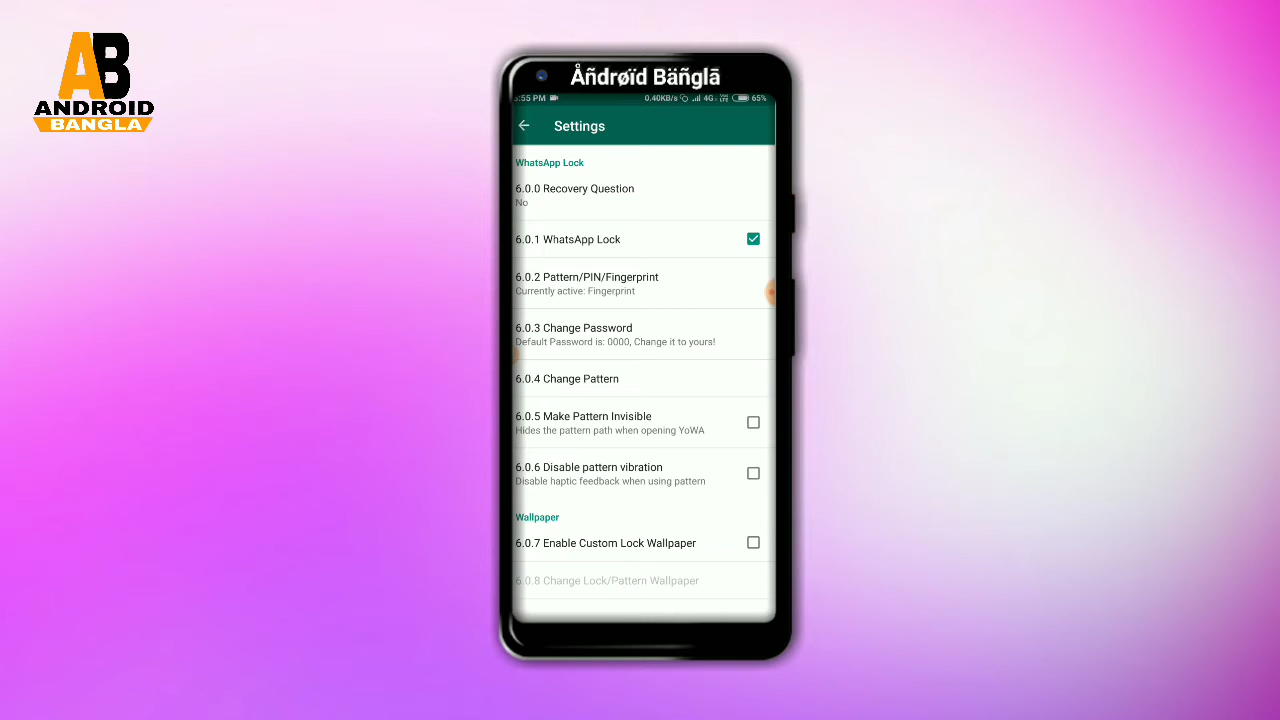 AB
ANDROID
BANGLA
Åñdrøïd Bäñglā
:55 PM 0.40KB/s 4G VoLTE 65%
Settings
WhatsApp Lock
6.0.0 Recovery Question
No
6.0.1 WhatsApp Lock
6.0.2 Pattern/PIN/Fingerprint
Currently active: Fingerprint
6.0.3 Change Password
Default Password is: 0000, Change it to yours!
6.0.4 Change Pattern
6.0.5 Make Pattern Invisible
Hides the pattern path when opening YoWA
6.0.6 Disable pattern vibration
Disable haptic feedback when using pattern
Wallpaper
6.0.7 Enable Custom Lock Wallpaper
6.0.8 Change Lock/Pattern Wallpaper